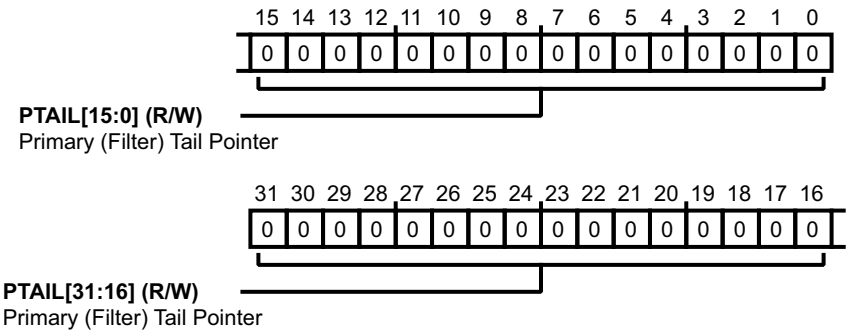 15 14 13 12 11 10 9 8 7 6 5 4 3 2 1 0
0 0 0 0 0 0 0 0 0 0 0 0 0 0 0 0
PTAIL[15:0] (R/W)
Primary (Filter) Tail Pointer
31 30 29 28 27 26 25 24 23 22 21 20 19 18 17 16
0 0 0 0 0 0 0 0 0 0 0 0 0 0 0 0
PTAIL[31:16] (R/W)
Primary (Filter) Tail Pointer